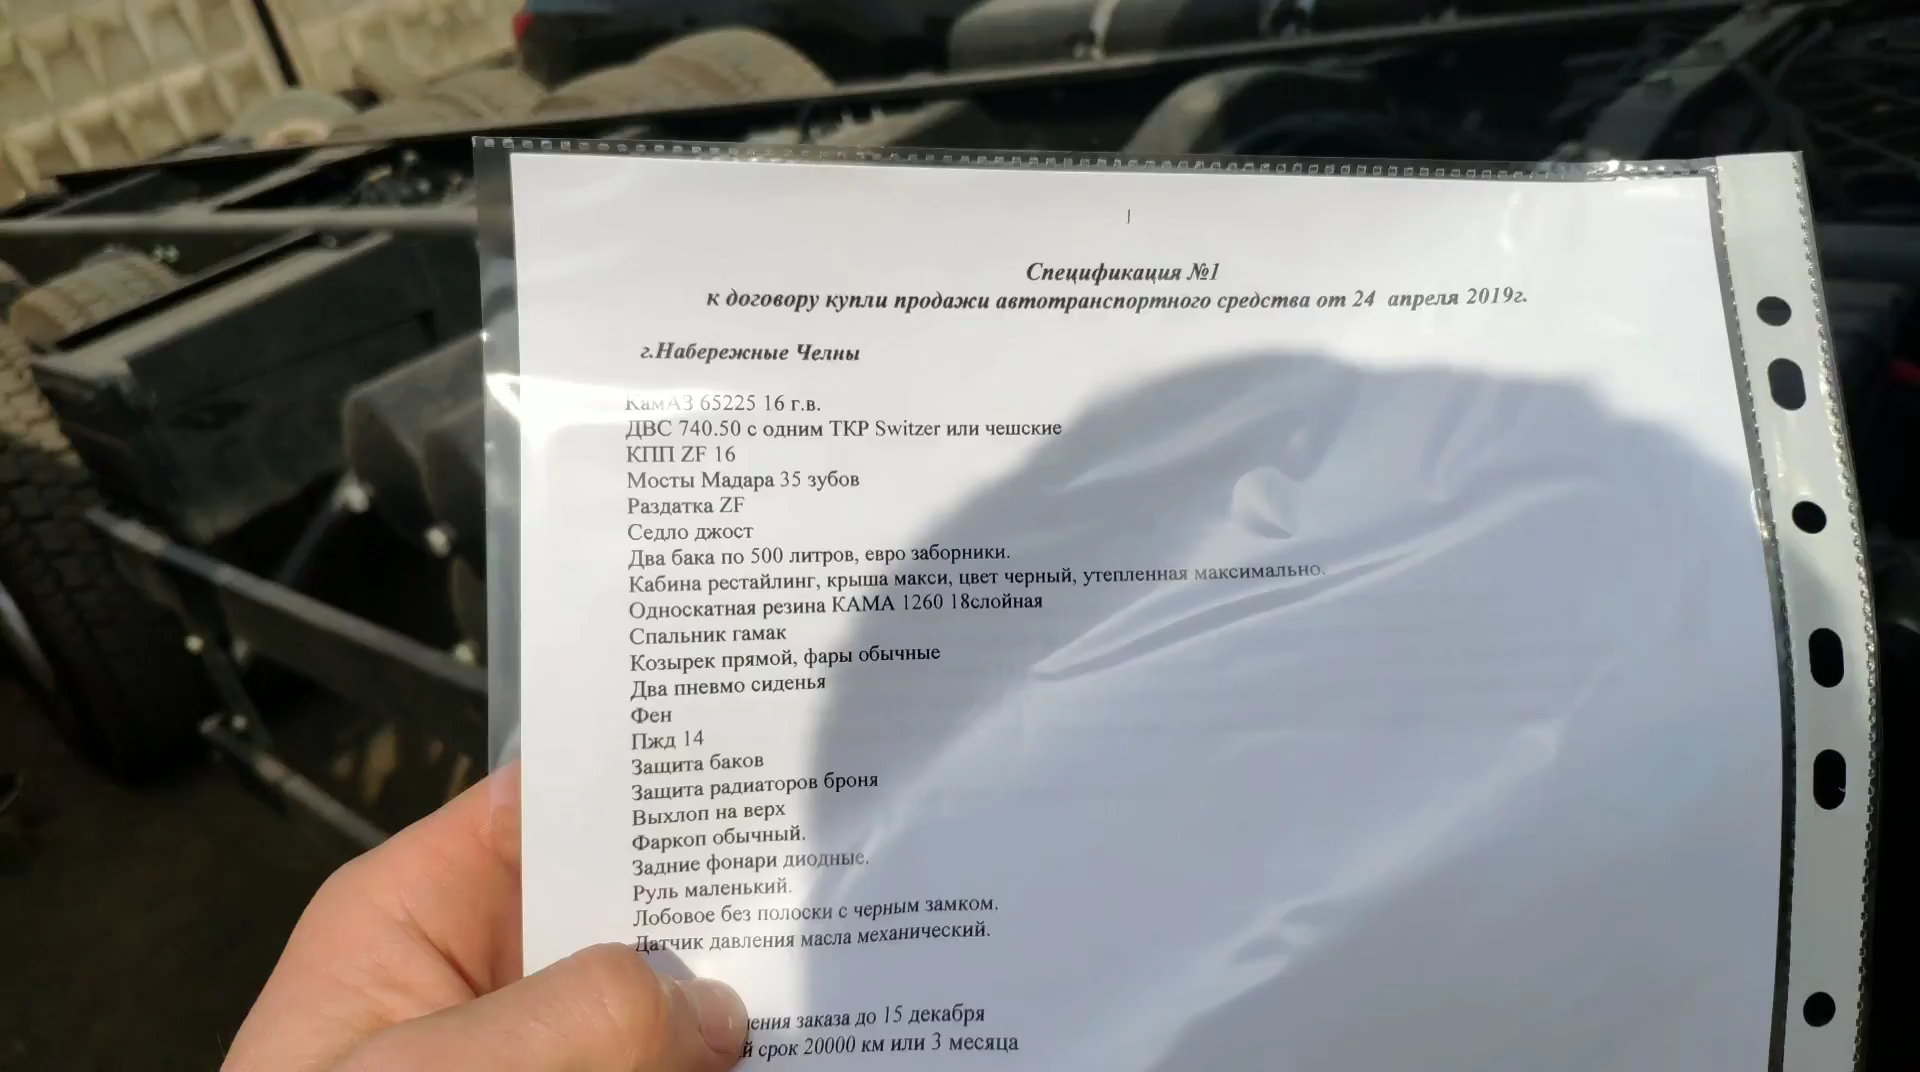 Спецификация №1
к договору купли продажи автотранспортного средства от 24 апреля 2019г.
г.Набережные Челны
КамАЗ 65225 16 г.в.
ДВС 740.50 с одним ТКР Switzer или чешские
КПП ZF 16
Мосты Мадара 35 зубов
Раздатка ZF
Седло джост
Два бака по 500 литров, евро заборники.
Кабина рестайлинг, крыша макси, цвет черный, утепленная максимально.
Односкатная резина КАМА 1260 18слойная
Спальник гамак
Козырек прямой, фары обычные
Два пневмо сиденья
Фен
Пжд 14
Защита баков
Защита радиаторов броня
Выхлоп на верх
Фаркоп обычный.
Задние фонари диодные.
Руль маленький.
Лобовое без полоски с черным замком.
Датчик давления масла механический.
заказа до 15 декабря
срок 20000 км или 3 месяца